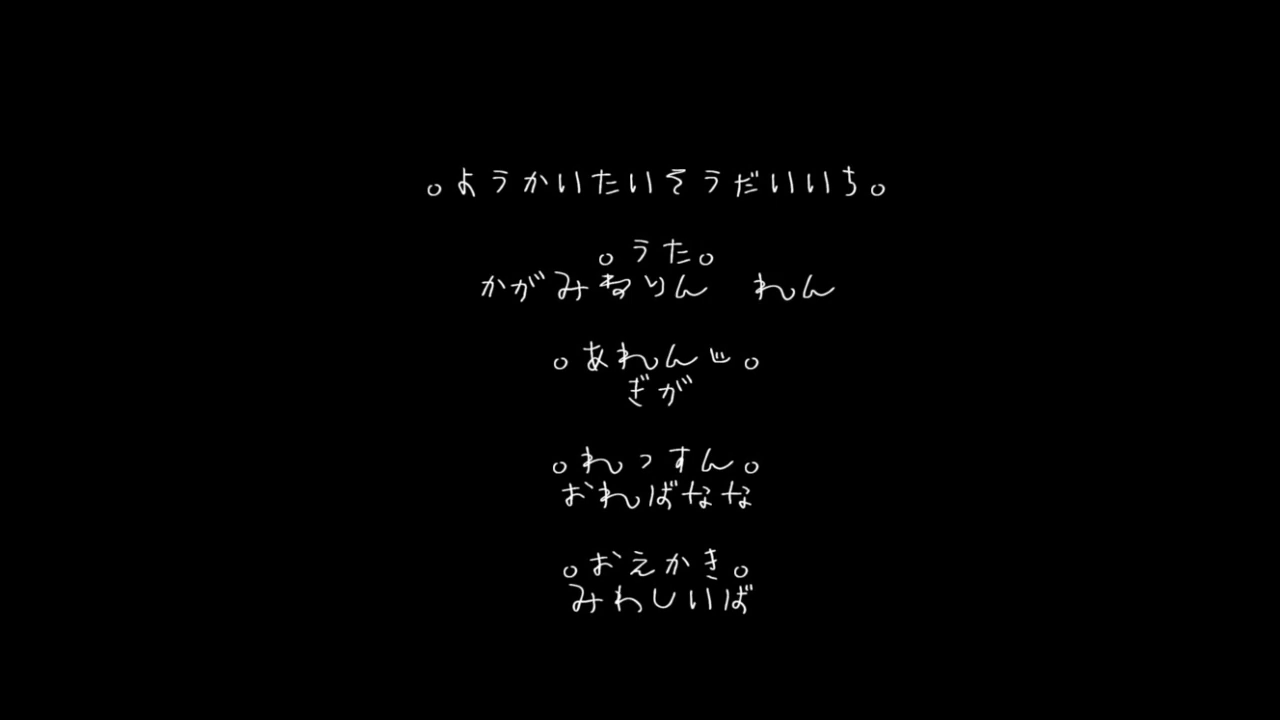 。ようかいたいそうだいいち。
。うた。
かがみねりん　れん
。あれんじ。
ぎが
。れっすん。
おればなな
。おえかき。
みわしいば